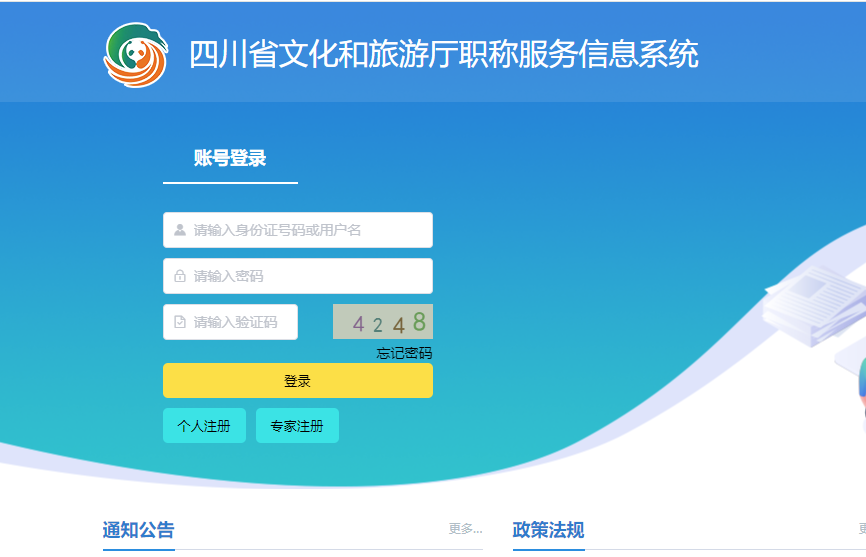 四川省文化和旅游厅职称服务信息系统
账号登录
请输入身份证号码或用户名
请输入密码
请输入验证码
4248
忘记密码
登录
个人注册 专家注册
通知公告 更多... 政策法规